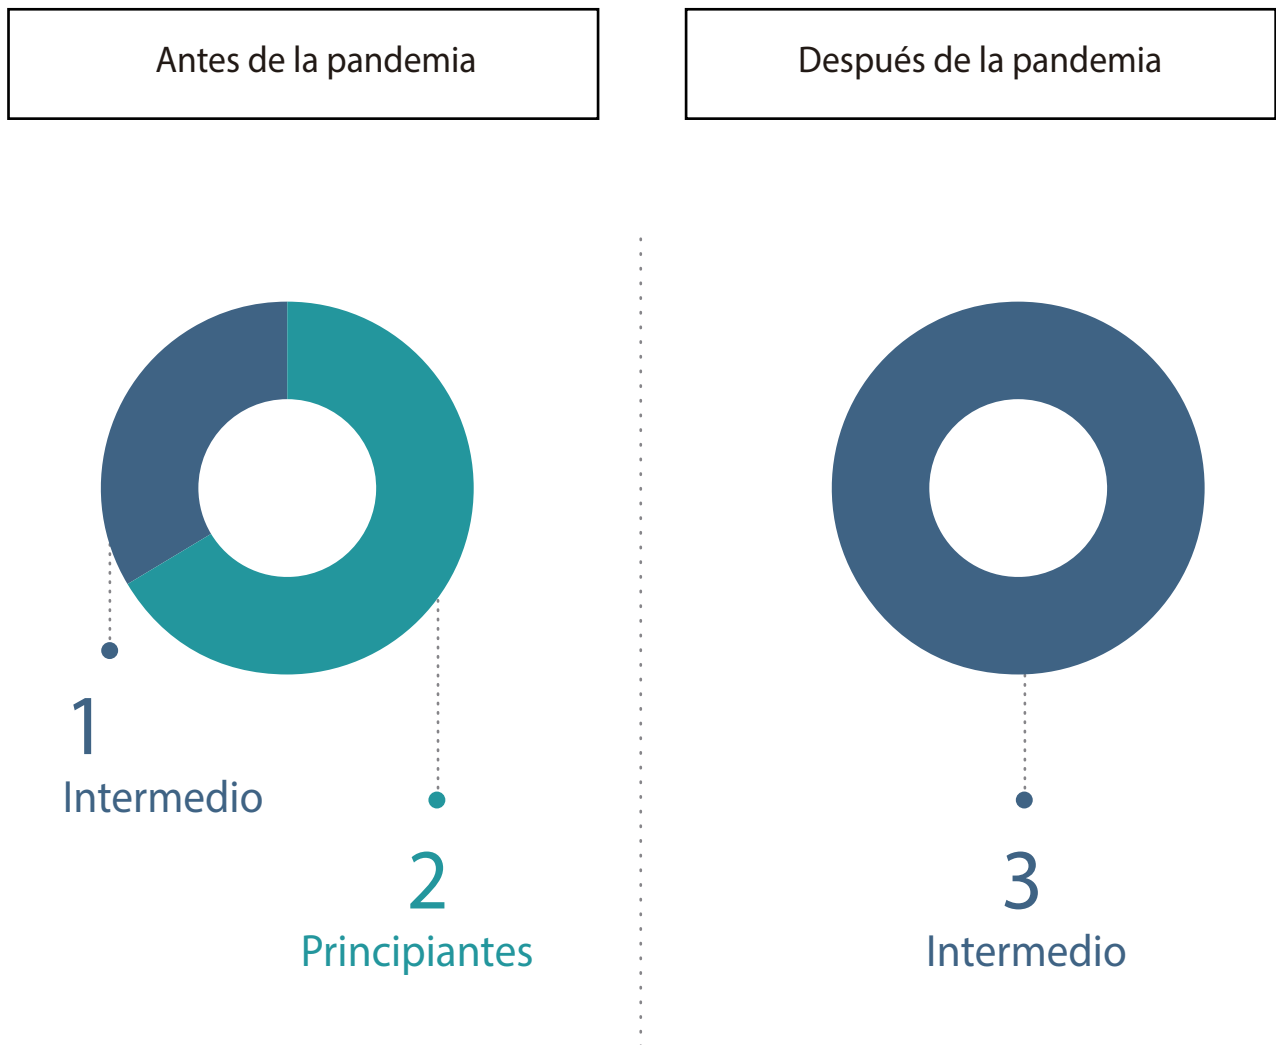 Antes de la pandemia
Después de la pandemia
1
Intermedio
2
Principiantes
3
Intermedio